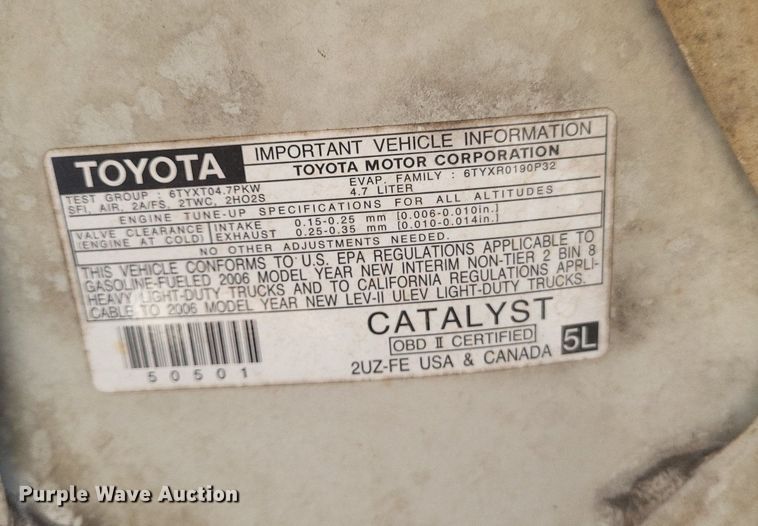 TOYOTA
IMPORTANT VEHICLE INFORMATION
TOYOTA MOTOR CORPORATION
TEST GROUP : 6TYXT04.7PKW
EVAP. FAMILY : 6TYXR0190P32
SFI, AIR, 2A/FS, 2TWC, 2HO2S
4.7 LITER
ENGINE TUNE-UP SPECIFICATIONS FOR ALL ALTITUDES
VALVE CLEARANCE INTAKE 0.15-0.25 mm [0.006-0.010in.]
(ENGINE AT COLD) EXHAUST 0.25-0.35 mm [0.010-0.014in.]
NO OTHER ADJUSTMENTS NEEDED.
THIS VEHICLE CONFORMS TO U.S. EPA REGULATIONS APPLICABLE TO
GASOLINE-FUELED 2006 MODEL YEAR NEW INTERIM NON-TIER 2 BIN 8
HEAVY LIGHT-DUTY TRUCKS AND TO CALIFORNIA REGULATIONS APPLI-
CABLE TO 2006 MODEL YEAR NEW LEV-II ULEV LIGHT-DUTY TRUCKS.
CATALYST
OBD II CERTIFIED
5L
2UZ-FE USA & CANADA
50501
Purple Wave Auction